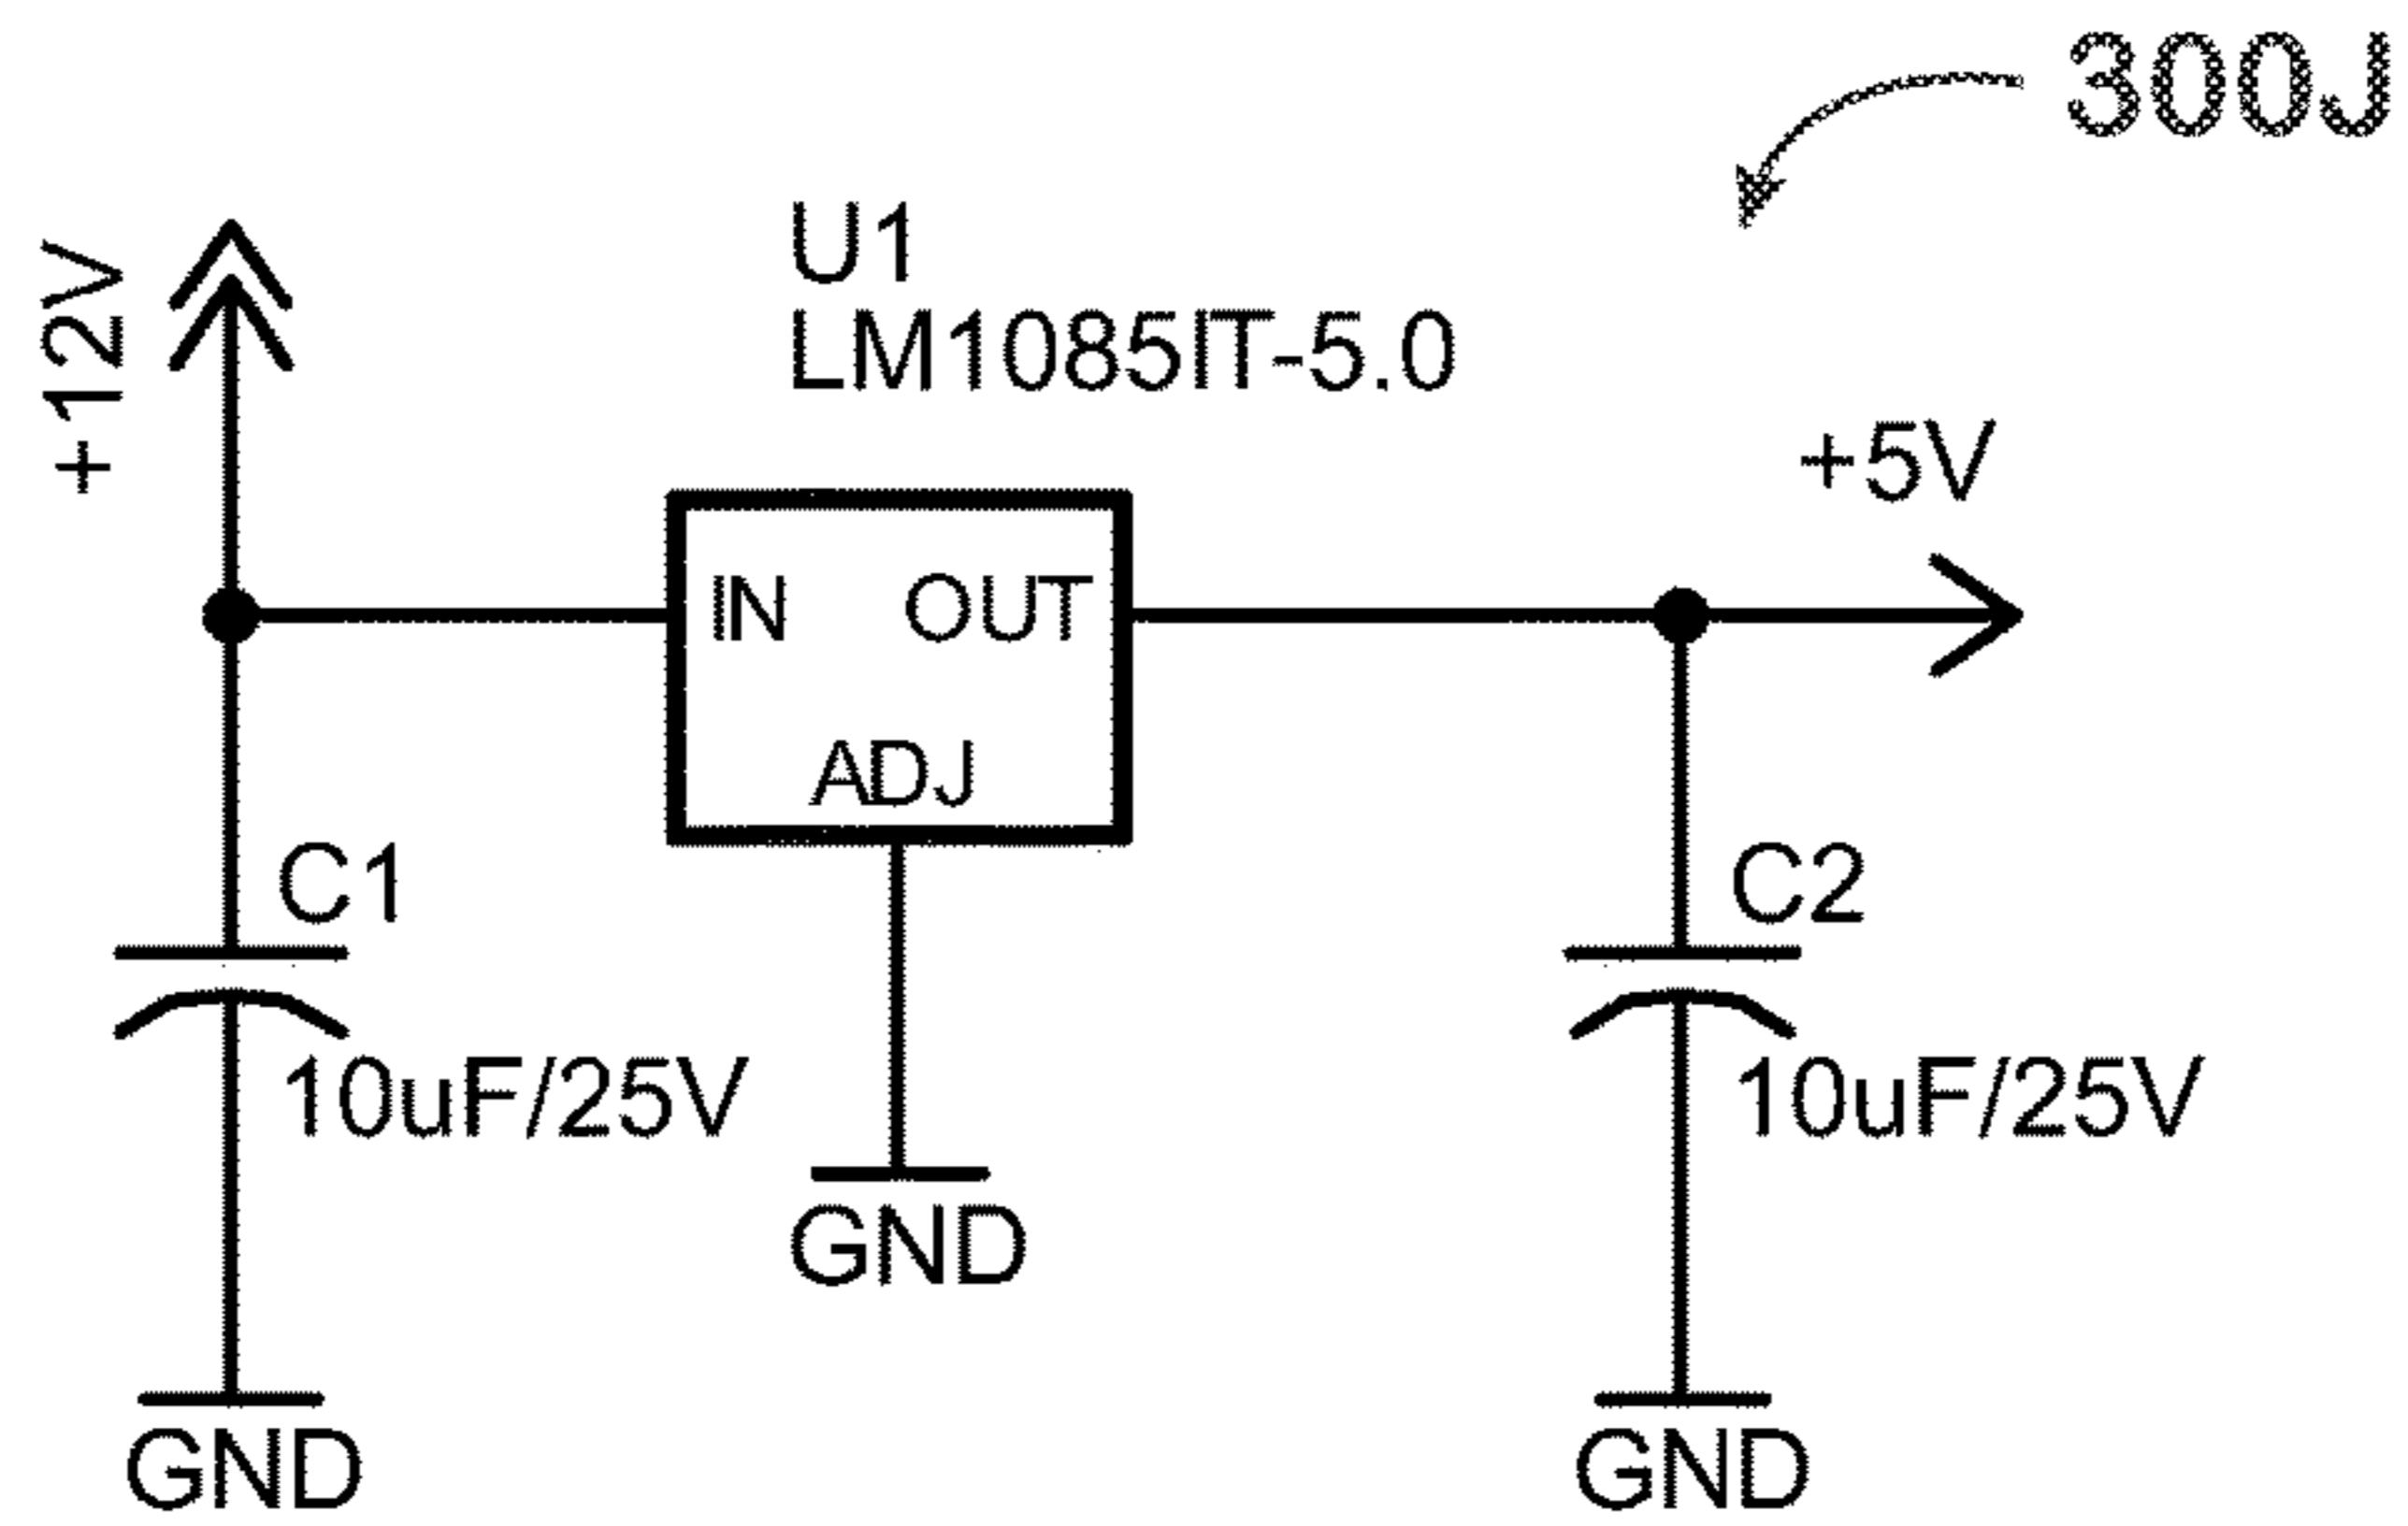 300J
+12V
U1
LM1085IT-5.0
+5V
IN OUT
ADJ
C1
10uF/25V
C2
10uF/25V
GND
GND
GND